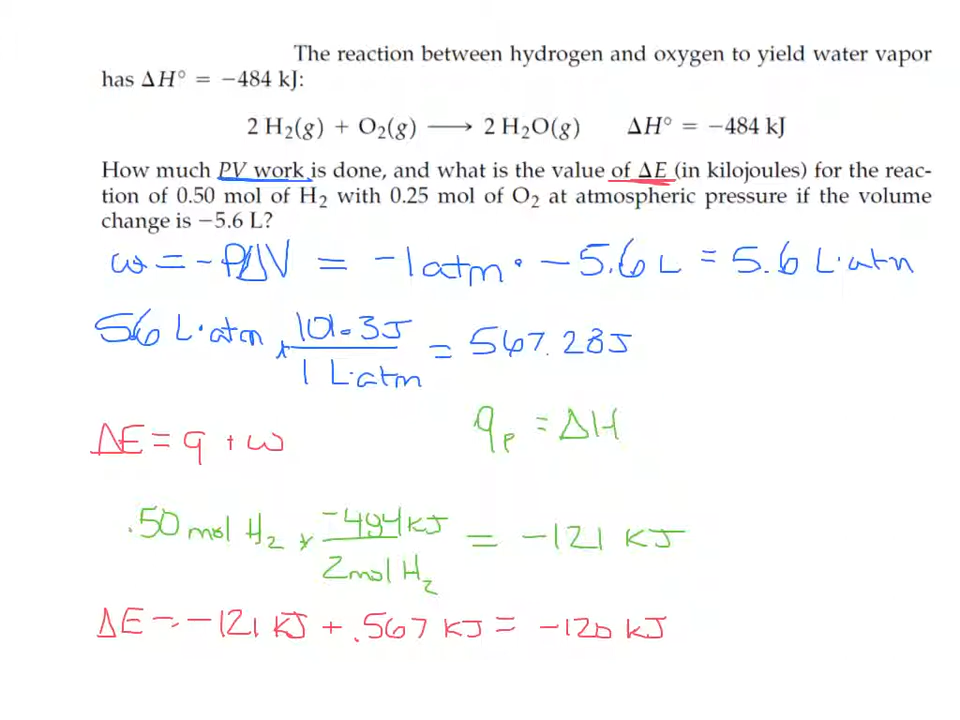 The reaction between hydrogen and oxygen to yield water vapor
has ΔH° = −484 kJ:
2 H₂(g) + O₂(g) ⟶ 2 H₂O(g) ΔH° = −484 kJ
How much PV work is done, and what is the value of ΔE (in kilojoules) for the reac-
tion of 0.50 mol of H₂ with 0.25 mol of O₂ at atmospheric pressure if the volume
change is −5.6 L?
w = -PΔV = -1 atm · -5.6 L = 5.6 L·atm
56 L·atm × 101.3J / 1 L·atm = 567.28J
ΔE = q + w
qₚ = ΔH
.50 mol H₂ × -484 kJ / 2 mol H₂ = -121 kJ
ΔE = -121 kJ + .567 kJ = -120 kJ